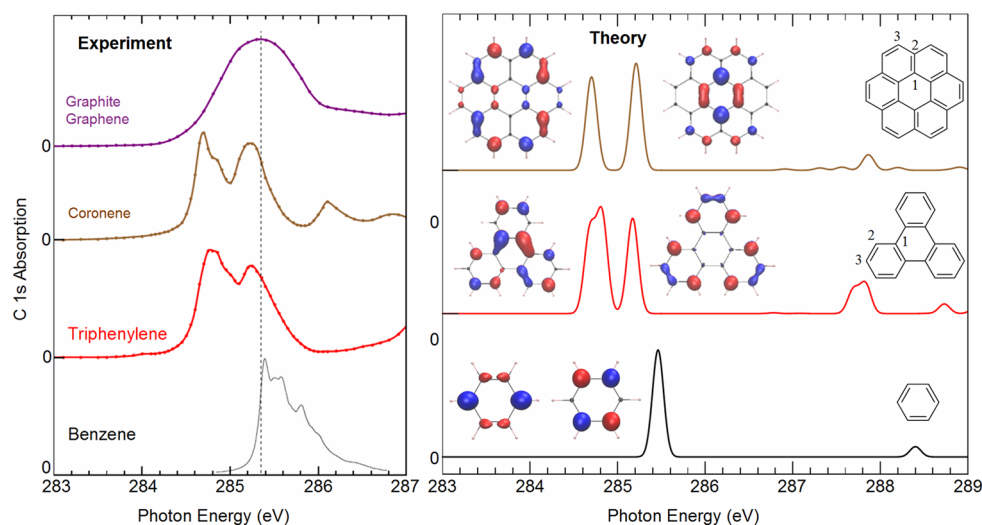 Experiment
Graphite
Graphene
0
Coronene
0
Triphenylene
0
Benzene
0
283 284 285 286 287
Photon Energy (eV)
C 1s Absorption
Theory
3 2
1
0
2 1
3
0
0
283 284 285 286 287 288 289
Photon Energy (eV)